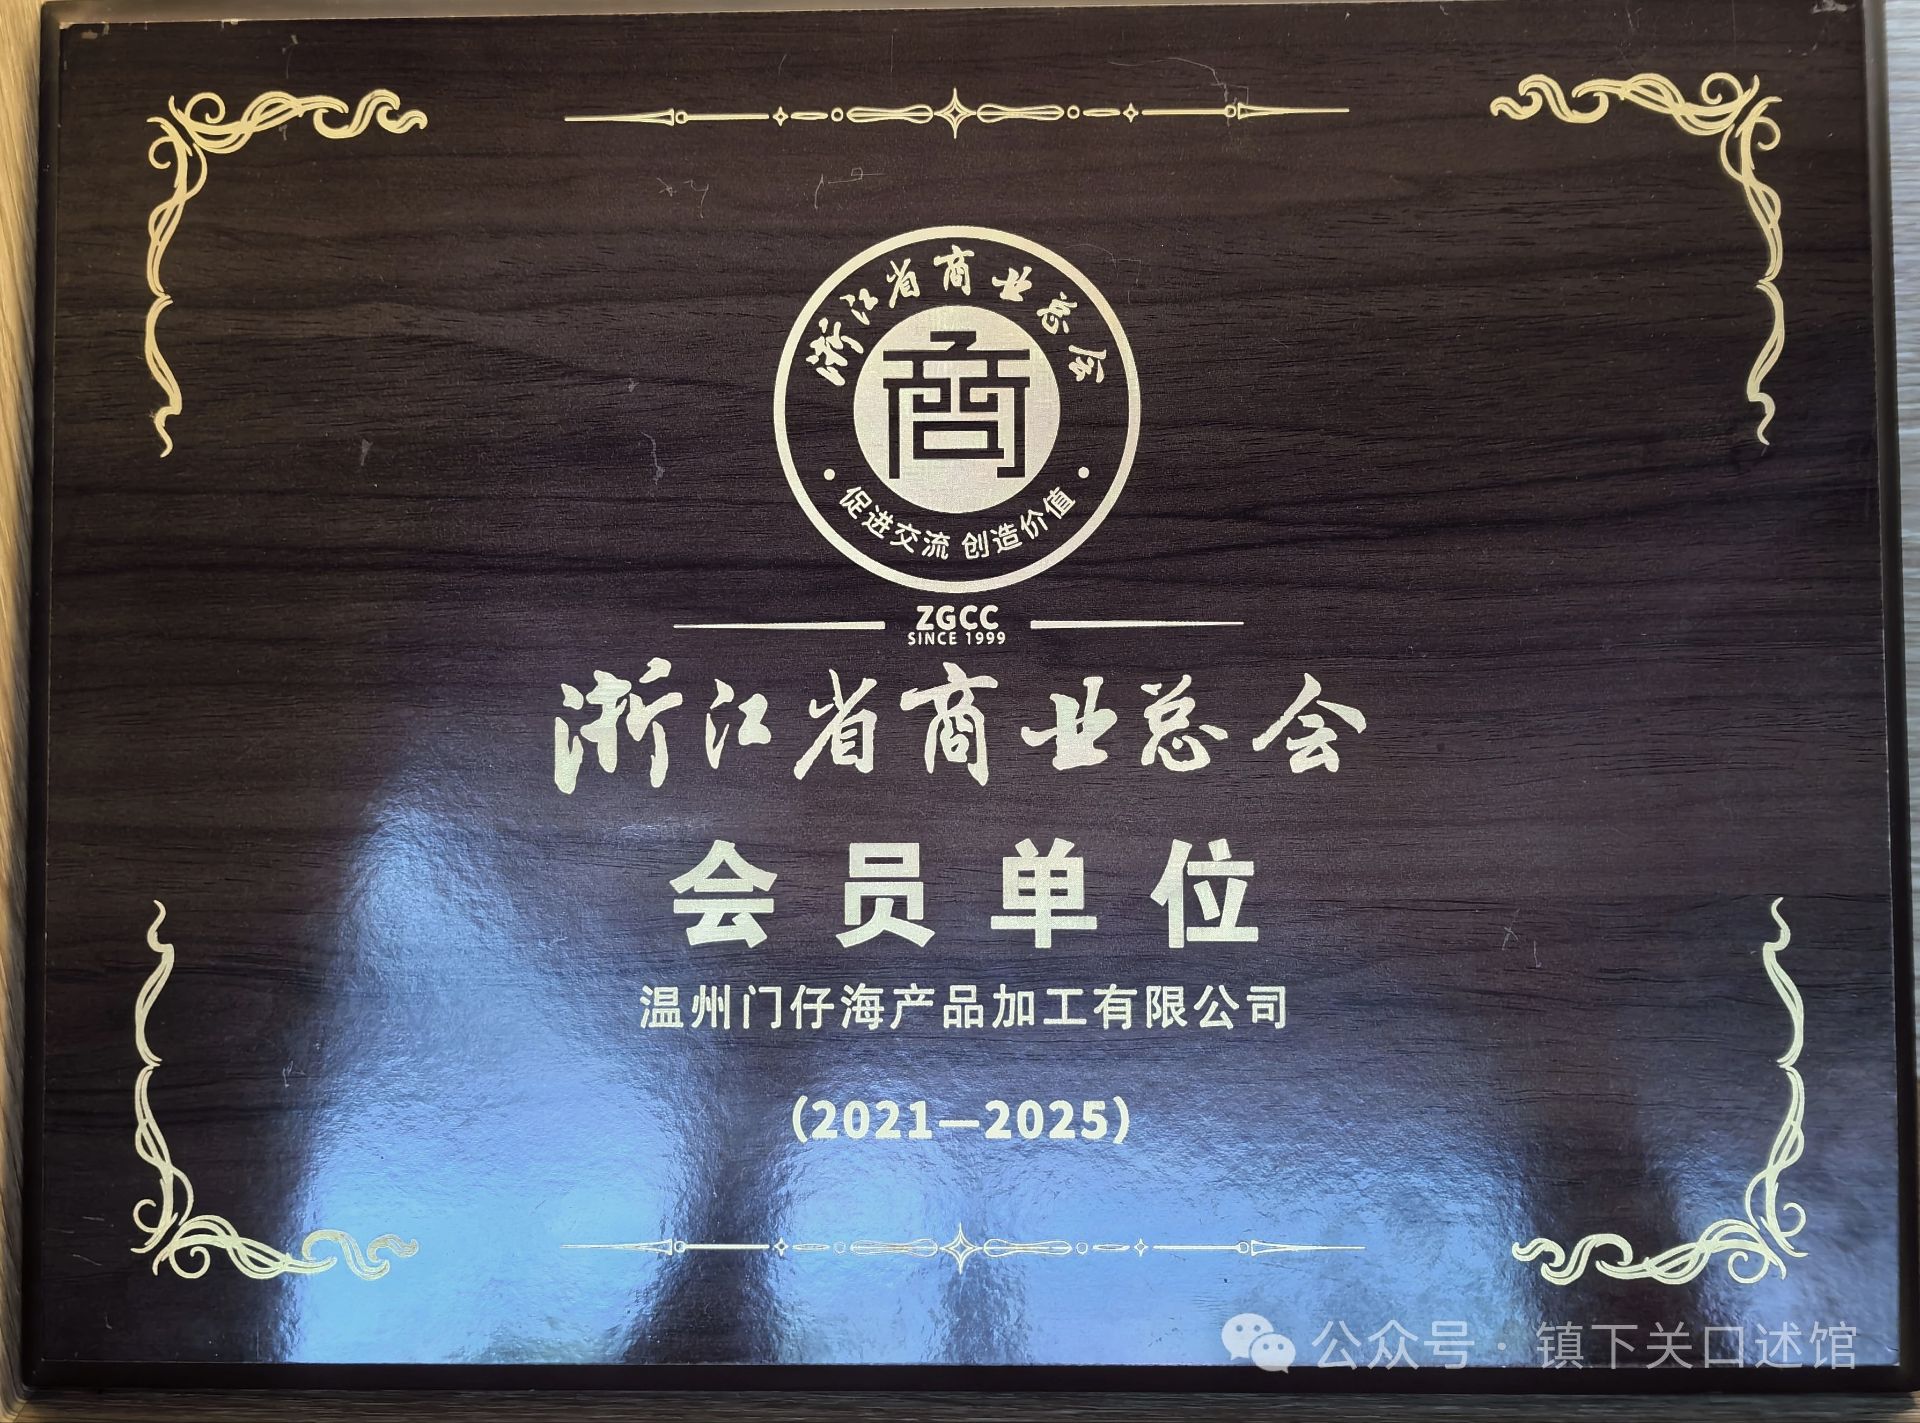 浙江省商业总会
商
促进交流 创造价值
ZGCC
SINCE 1999
浙江省商业总会
会员单位
温州门仔海产品加工有限公司
(2021—2025)
公众号·镇下关口述馆